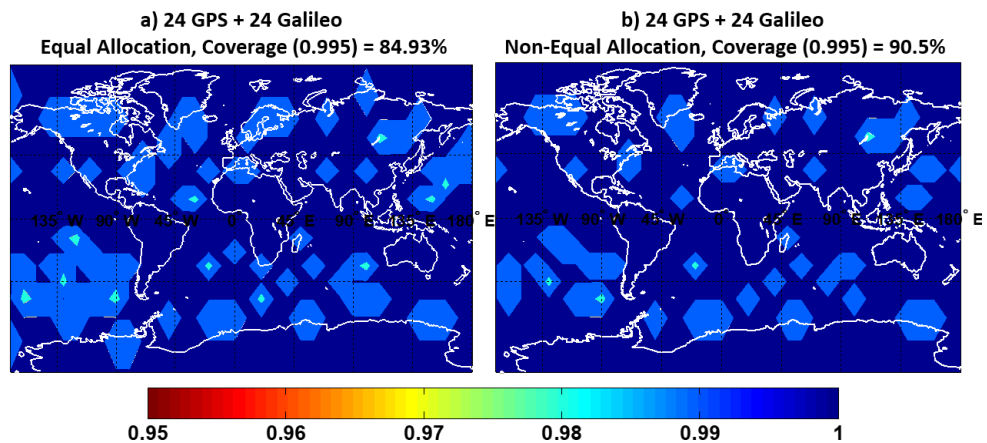 a) 24 GPS + 24 Galileo
Equal Allocation, Coverage (0.995) = 84.93%
b) 24 GPS + 24 Galileo
Non-Equal Allocation, Coverage (0.995) = 90.5%
135° W 90° W 45° W 0° 45° E 90° E 135° E 180° E
135° W 90° W 45° W 0° 45° E 90° E 135° E 180° E
0.95 0.96 0.97 0.98 0.99 1